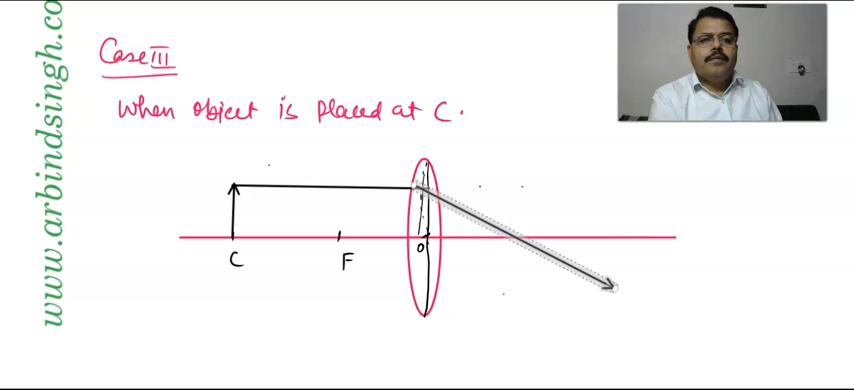 www.arbindsingh.co
Case III
When object is placed at C.
C
F
O